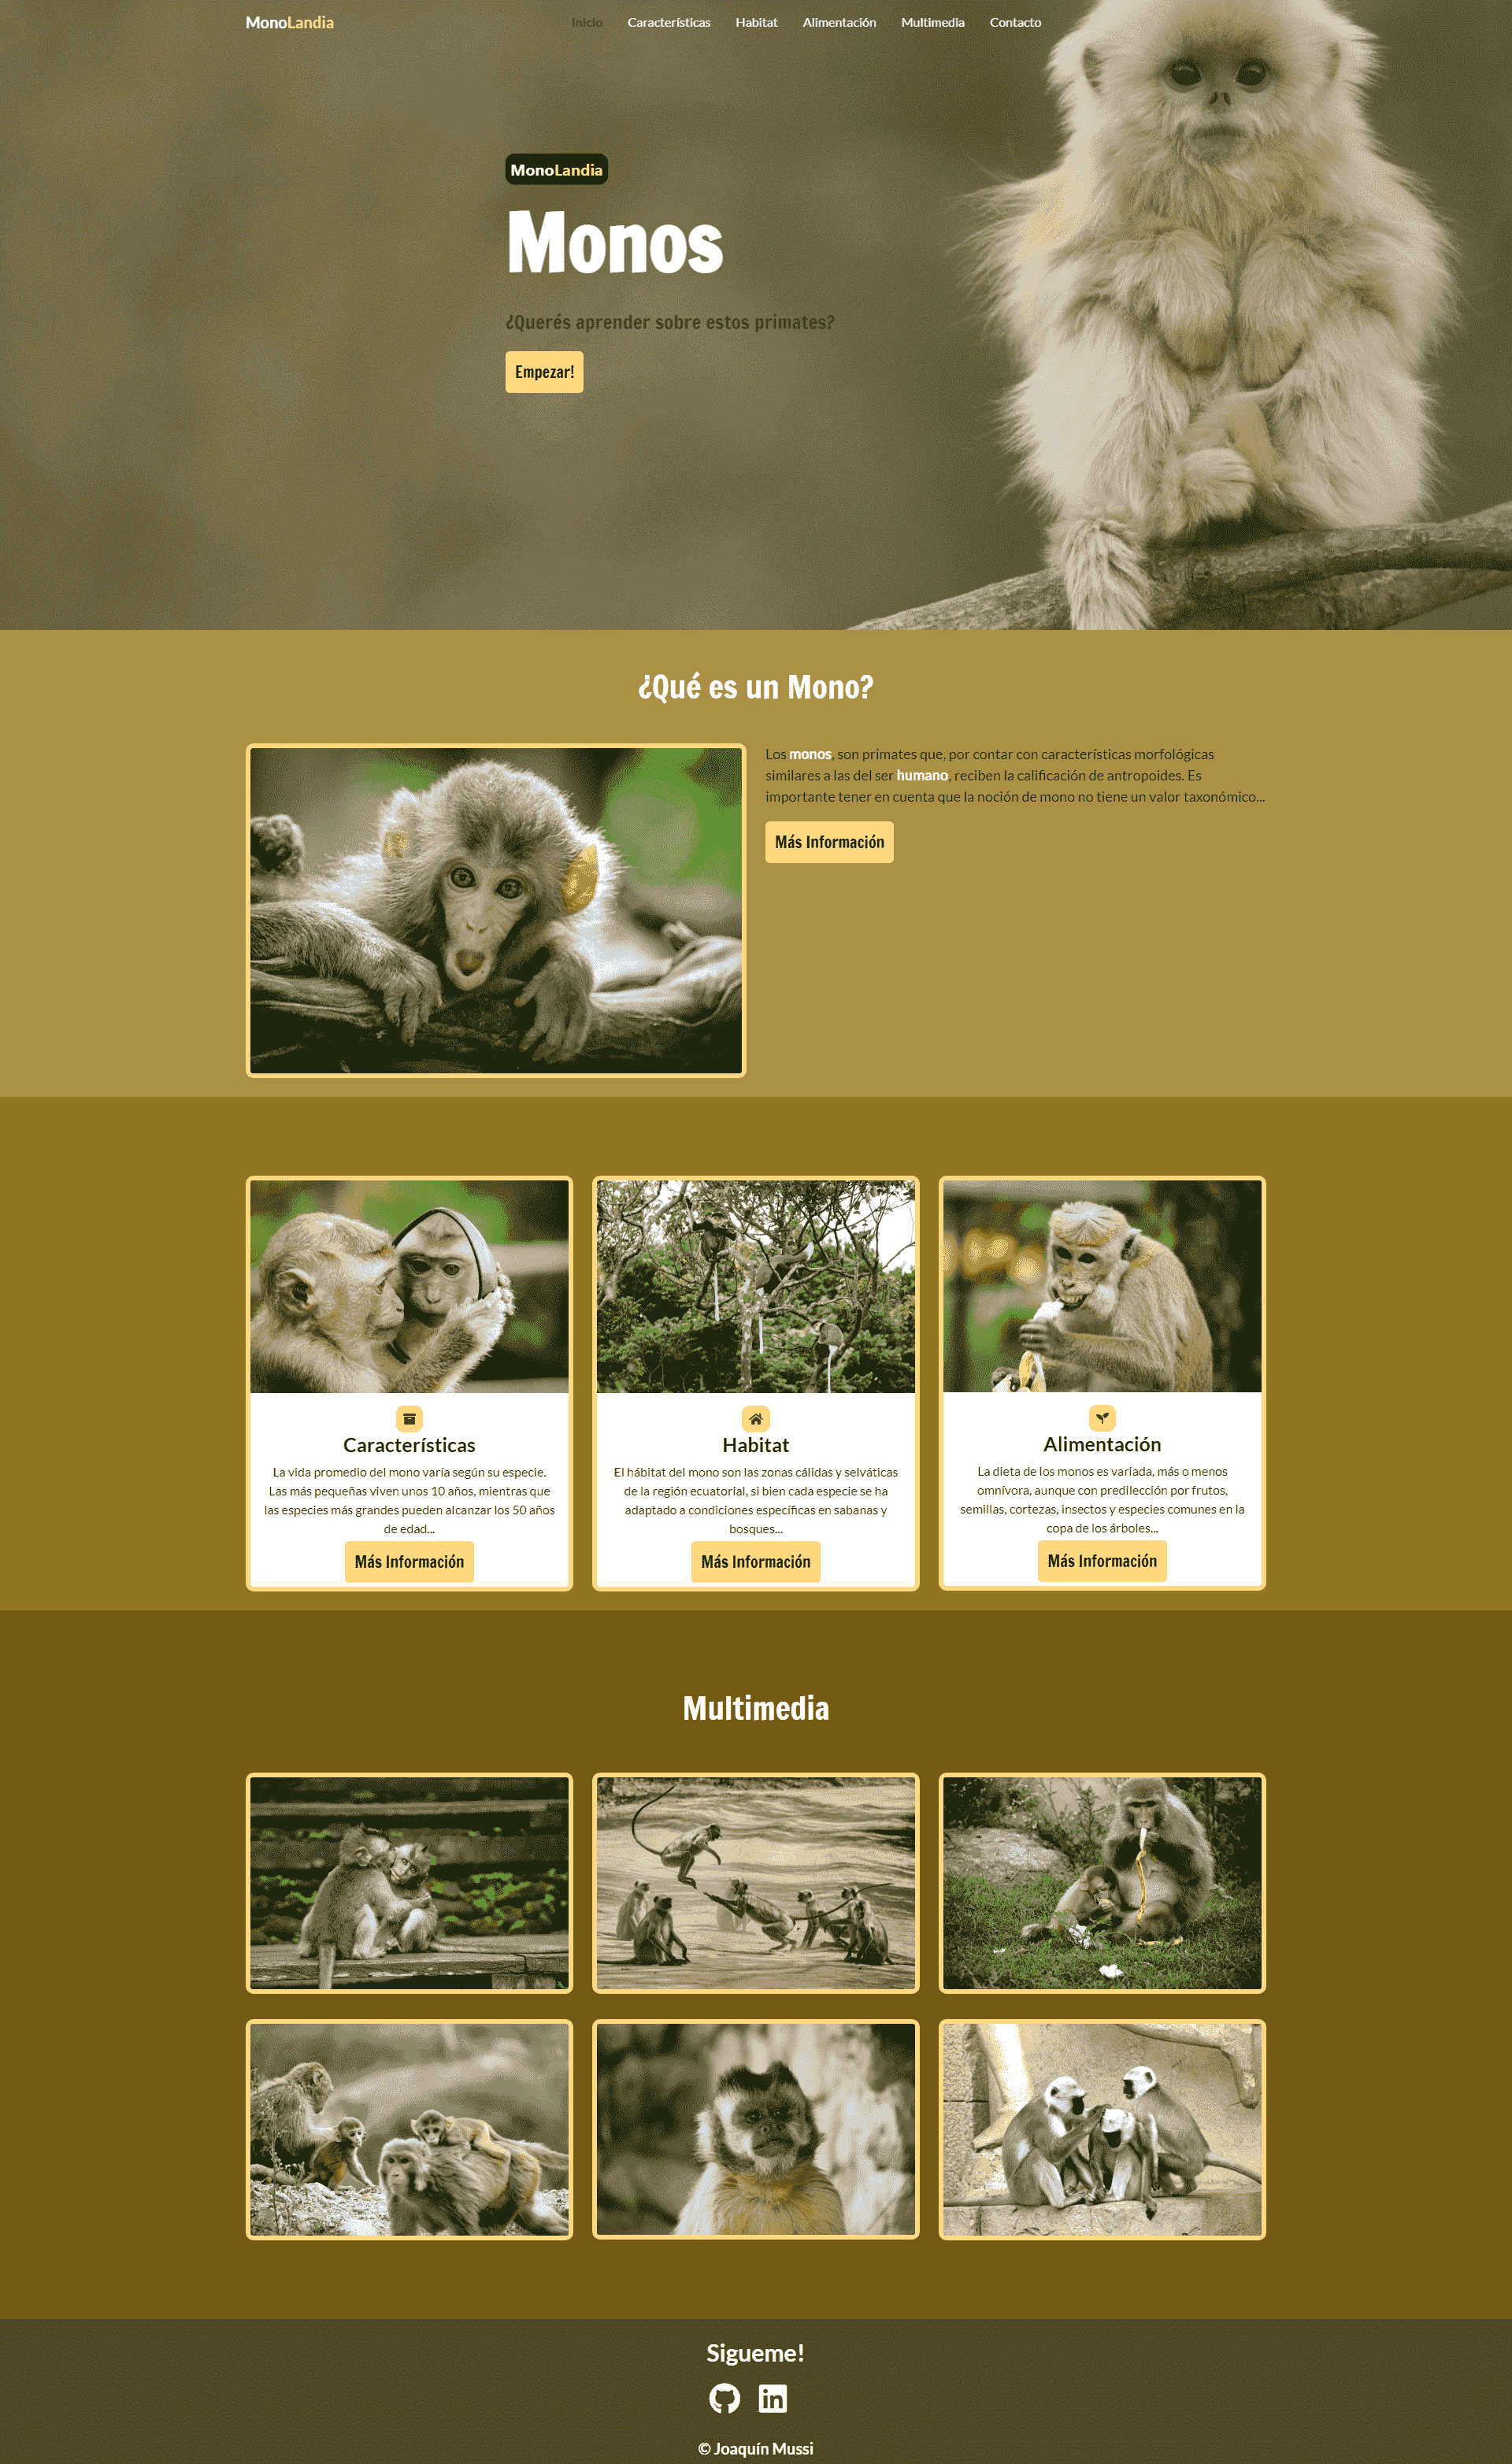 MonoLandia
Inicio Características Habitat Alimentación Multimedia Contacto
MonoLandia
Monos
¿Querés aprender sobre estos primates?
Empezar!
¿Qué es un Mono?
Los monos, son primates que, por contar con características morfológicas
similares a las del ser humano, reciben la calificación de antropoides. Es
importante tener en cuenta que la noción de mono no tiene un valor taxonómico...
Más Información
Características
La vida promedio del mono varía según su especie.
Las más pequeñas viven unos 10 años, mientras que
las especies más grandes pueden alcanzar los 50 años
de edad...
Más Información
Habitat
El hábitat del mono son las zonas cálidas y selváticas
de la región ecuatorial, si bien cada especie se ha
adaptado a condiciones específicas en sabanas y
bosques...
Más Información
Alimentación
La dieta de los monos es variada, más o menos
omnívora, aunque con predilección por frutos,
semillas, cortezas, insectos y especies comunes en la
copa de los árboles...
Más Información
Multimedia
Sigueme!
© Joaquín Mussi